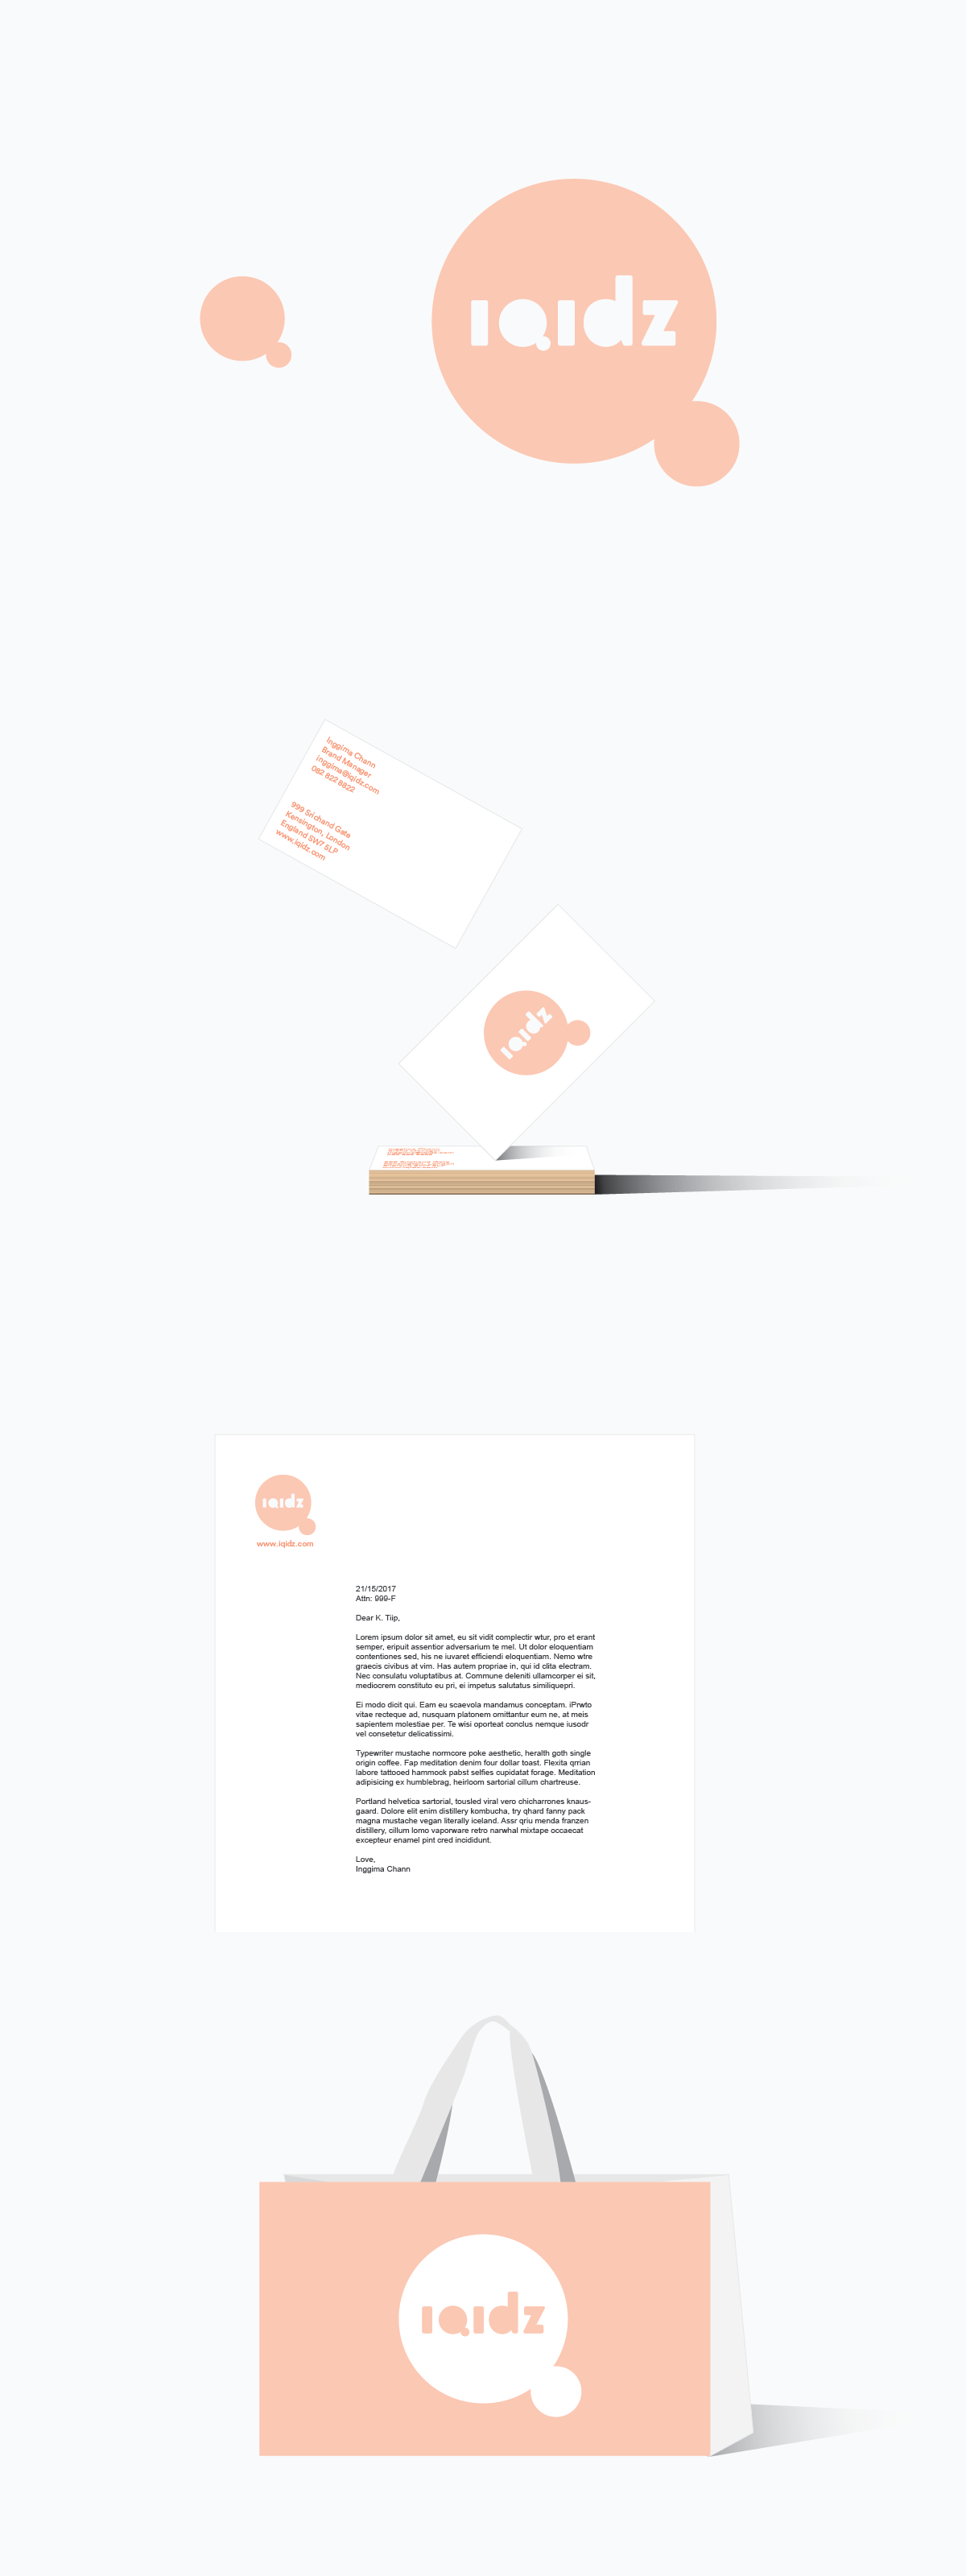 iqidz
Inggima Chann
Brand Manager
inggima@iqidz.com
082 822 8822
999 Srichand Gate
Kensington, London
England SW7 5LP
www.iqidz.com
iqidz
iqidz
www.iqidz.com
21/15/2017
Attn: 999-F
Dear K. Tiip,
Lorem ipsum dolor sit amet, eu sit vidit complectir wtur, pro et erant
semper, eripuit assentior adversarium te mel. Ut dolor eloquentiam
contentiones sed, his ne iuvaret efficiendi eloquentiam. Nemo wtre
graecis civibus at vim. Has autem propriae in, qui id clita electram.
Nec consulatu voluptatibus at. Commune deleniti ullamcorper ei sit,
mediocrem constituto eu pri, ei impetus salutatus similiquepri.
Ei modo dicit qui. Eam eu scaevola mandamus conceptam. iPrwto
vitae recteque ad, nusquam platonem omittantur eum ne, at meis
sapientem molestiae per. Te wisi oporteat conclus nemque iusodr
vel consetetur delicatissimi.
Typewriter mustache normcore poke aesthetic, heralth goth single
origin coffee. Fap meditation denim four dollar toast. Flexita qrrian
labore tattooed hammock pabst selfies cupidatat forage. Meditation
adipisicing ex humblebrag, heirloom sartorial cillum chartreuse.
Portland helvetica sartorial, tousled viral vero chicharrones knaus-
gaard. Dolore elit enim distillery kombucha, try qhard fanny pack
magna mustache vegan literally iceland. Assr qriu menda franzen
distillery, cillum lomo vaporware retro narwhal mixtape occaecat
excepteur enamel pint cred incididunt.
Love,
Inggima Chann
iqidz